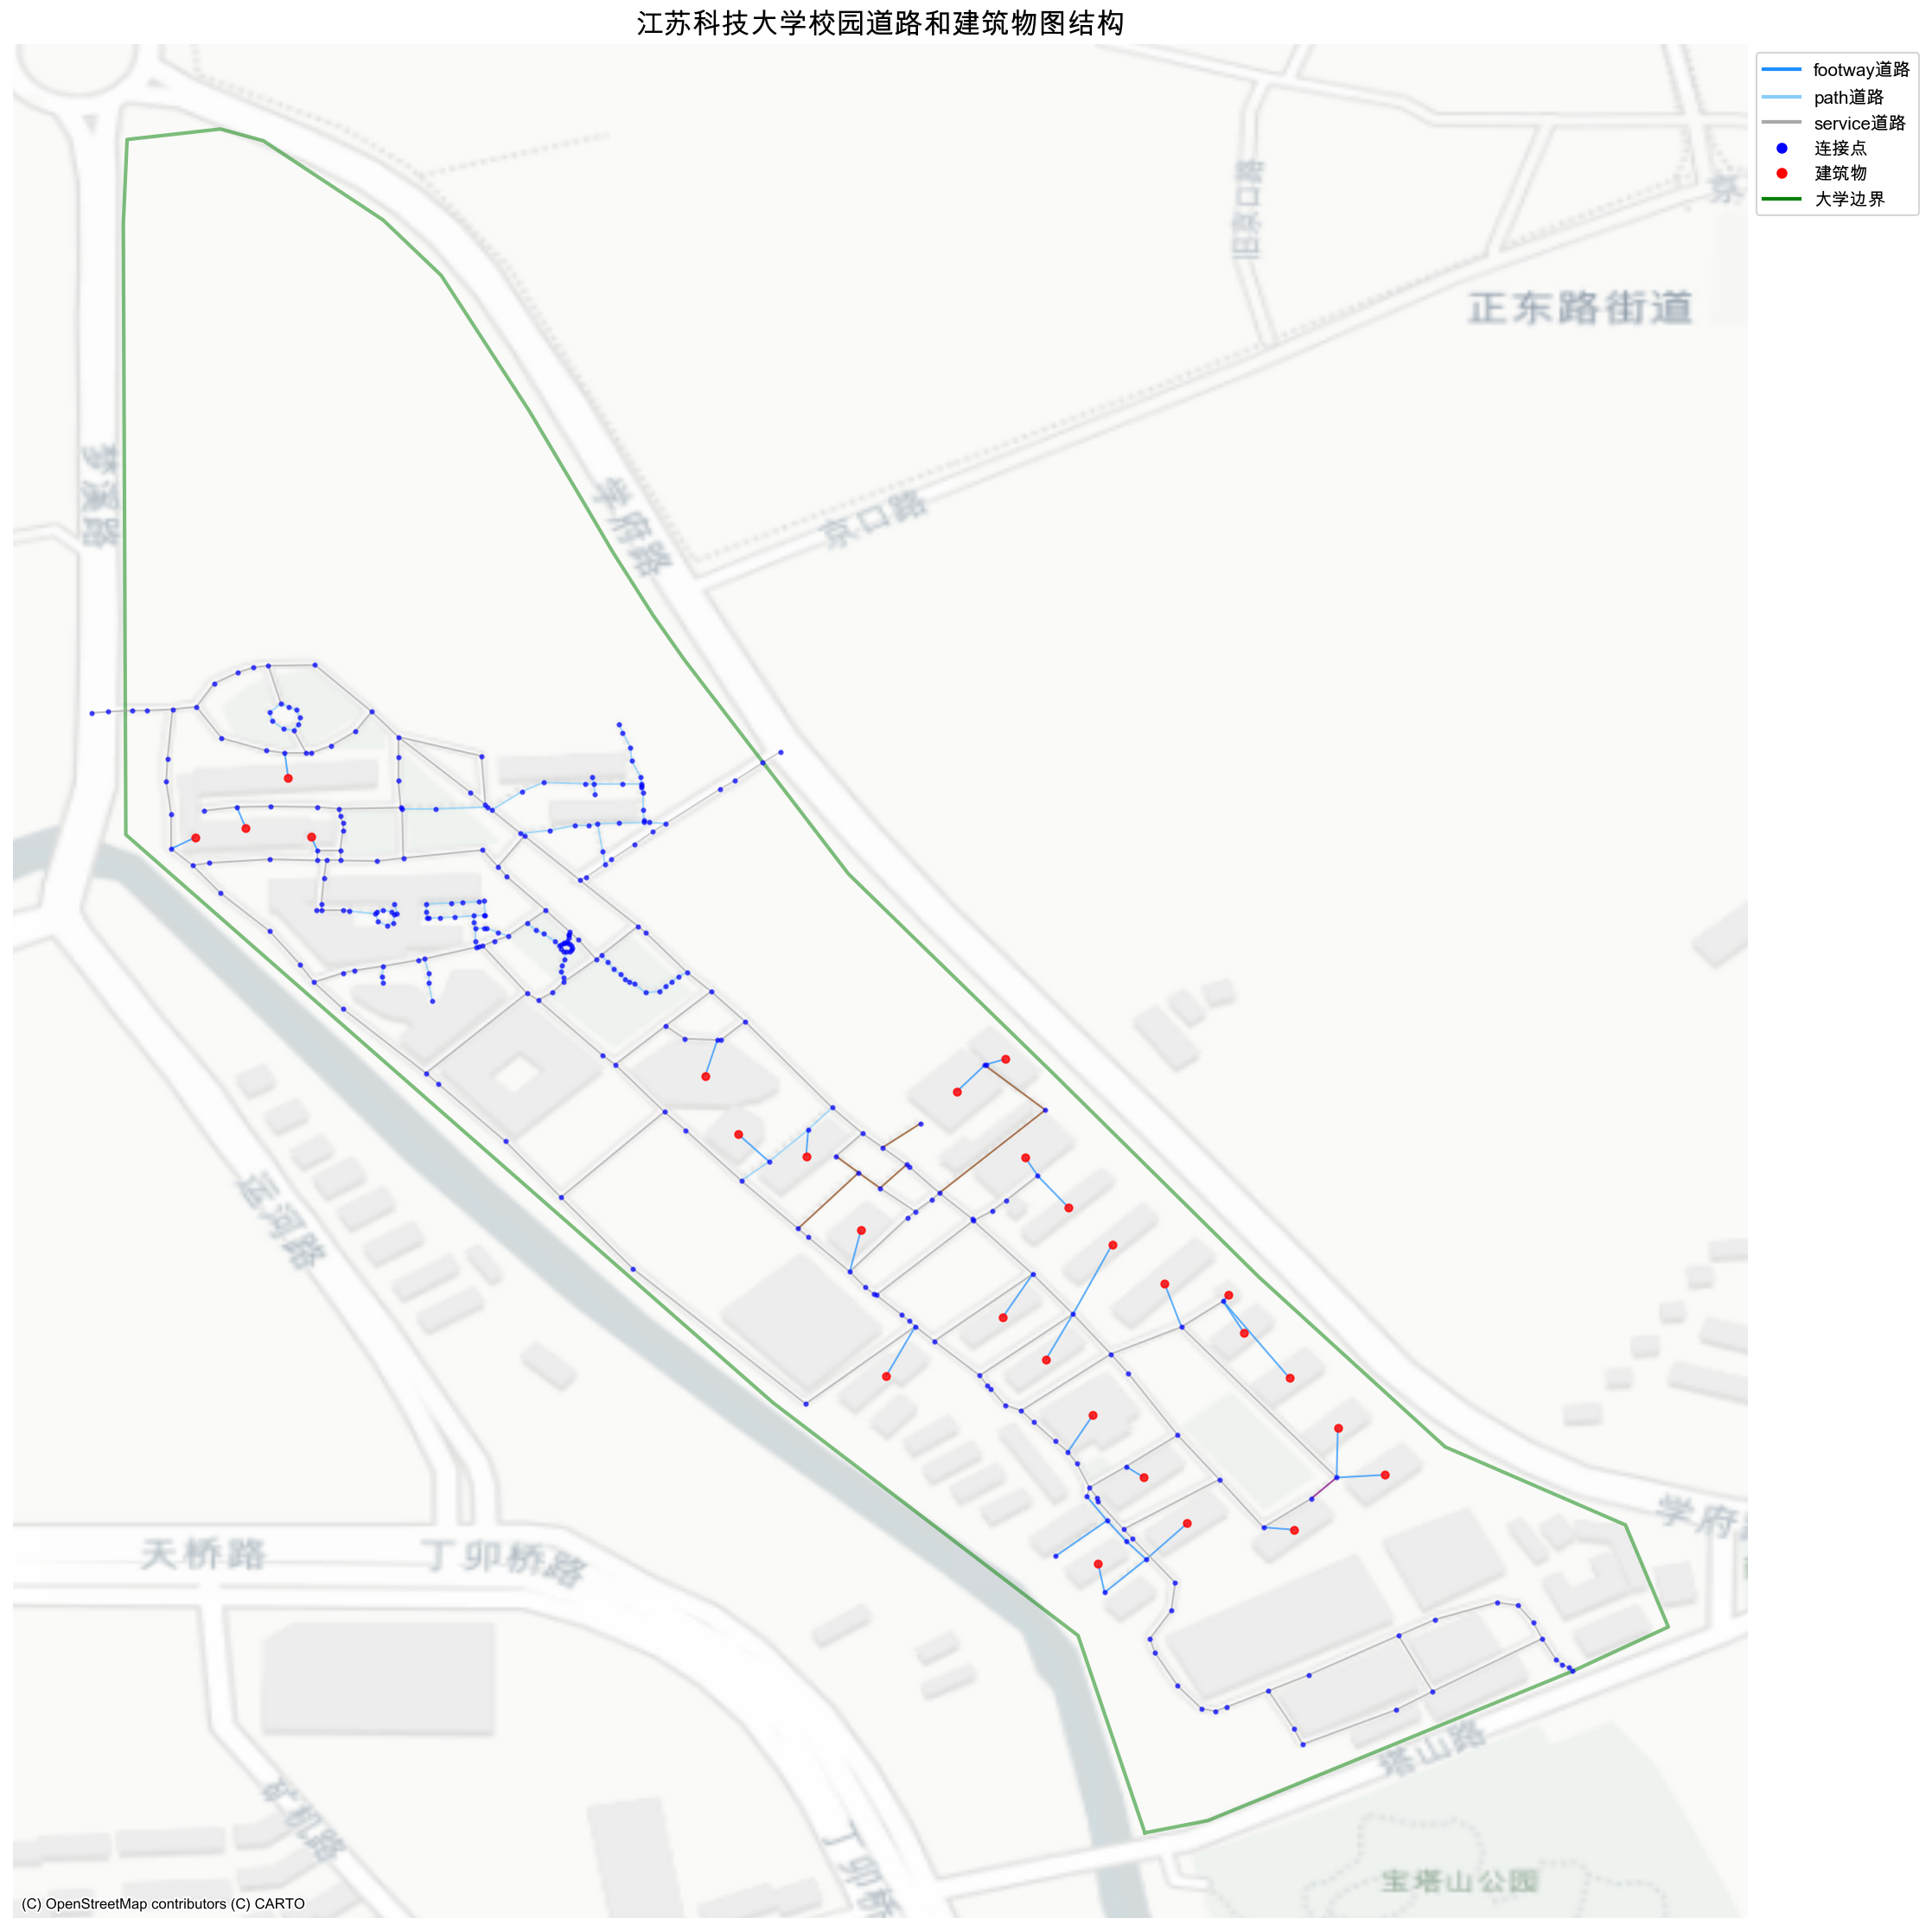 江苏科技大学校园道路和建筑物图结构
footway道路
path道路
service道路
连接点
建筑物
大学边界
旧京口路
京
正东路街道
梦溪路
学府路
京口路
运河路
学府
天桥路
丁卯桥路
塔山路
矿机路
丁卯桥
宝塔山公园
(C) OpenStreetMap contributors (C) CARTO